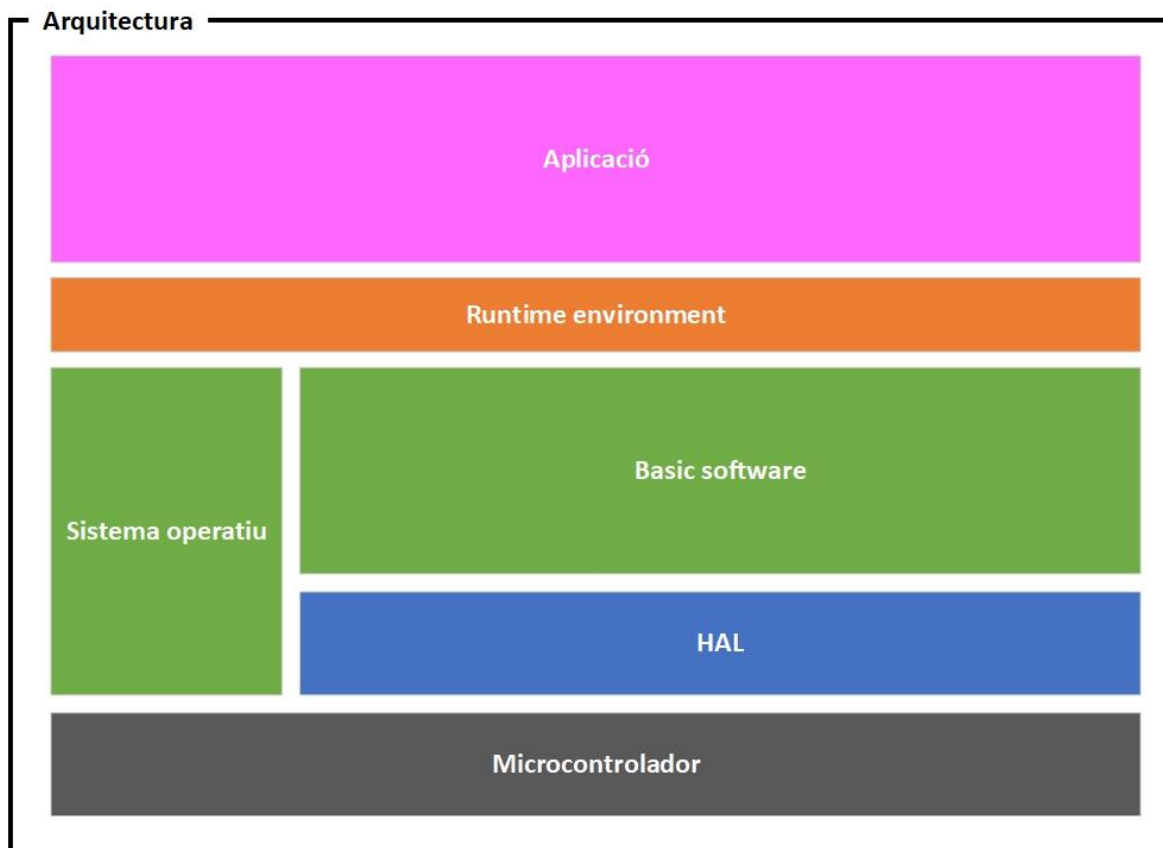 Arquitectura
Aplicació
Runtime environment
Basic software
Sistema operatiu
HAL
Microcontrolador